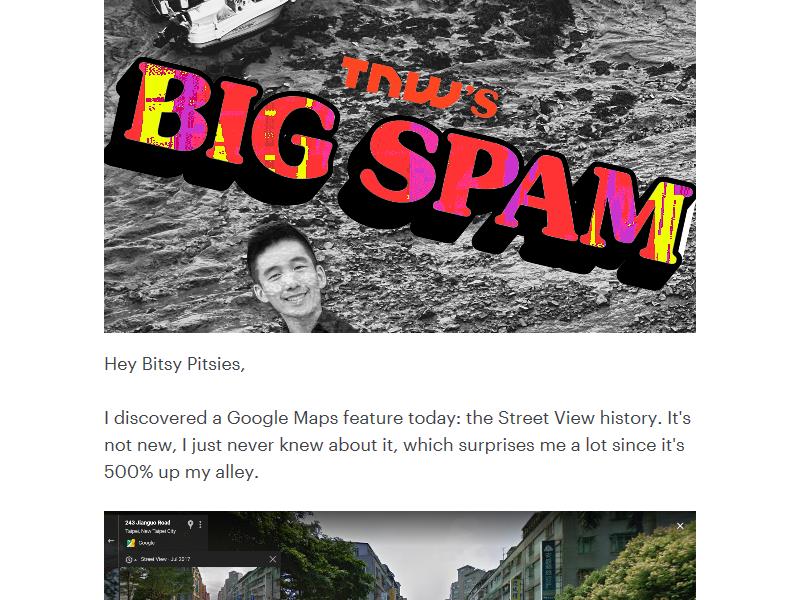 TNW'S
BIG SPAM
Hey Bitsy Pitsies,
I discovered a Google Maps feature today: the Street View history. It's
not new, I just never knew about it, which surprises me a lot since it's
500% up my alley.
243 Jianguo Road
Taipei, New Taipei City
Google
Street View - Jul 2017